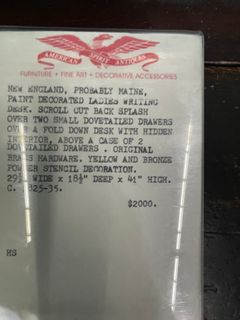 AMERICAN SPIRIT ANTIQUES
FURNITURE • FINE ART • DECORATIVE ACCESSORIES
NEW ENGLAND, PROBABLY MAINE,
PAINT DECORATED LADIES WRITING
DESK. SCROLL CUT BACK SPLASH
OVER TWO SMALL DOVETAILED DRAWERS
OVER A FOLD DOWN DESK WITH HIDDEN
INTERIOR, ABOVE A CASE OF 2
DOVETAILED DRAWERS . ORIGINAL
BRASS HARDWARE. YELLOW AND BRONZE
POWDER STENCIL DECORATION.
WIDE x 18½" DEEP x 41" HIGH.
C. 1825-35.
$2000.
HS